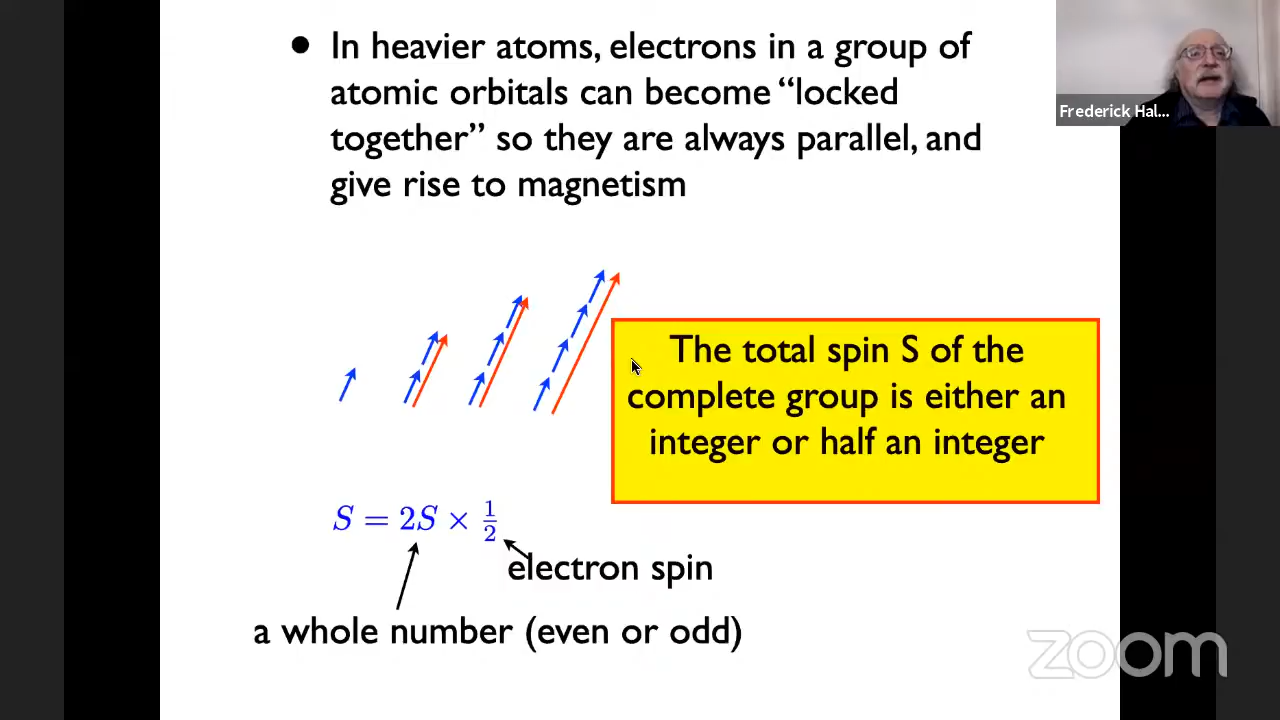 ● In heavier atoms, electrons in a group of
atomic orbitals can become “locked
together” so they are always parallel, and
give rise to magnetism
Frederick Hal...
The total spin S of the
complete group is either an
integer or half an integer
S = 2S × 1/2
electron spin
a whole number (even or odd)
zoom